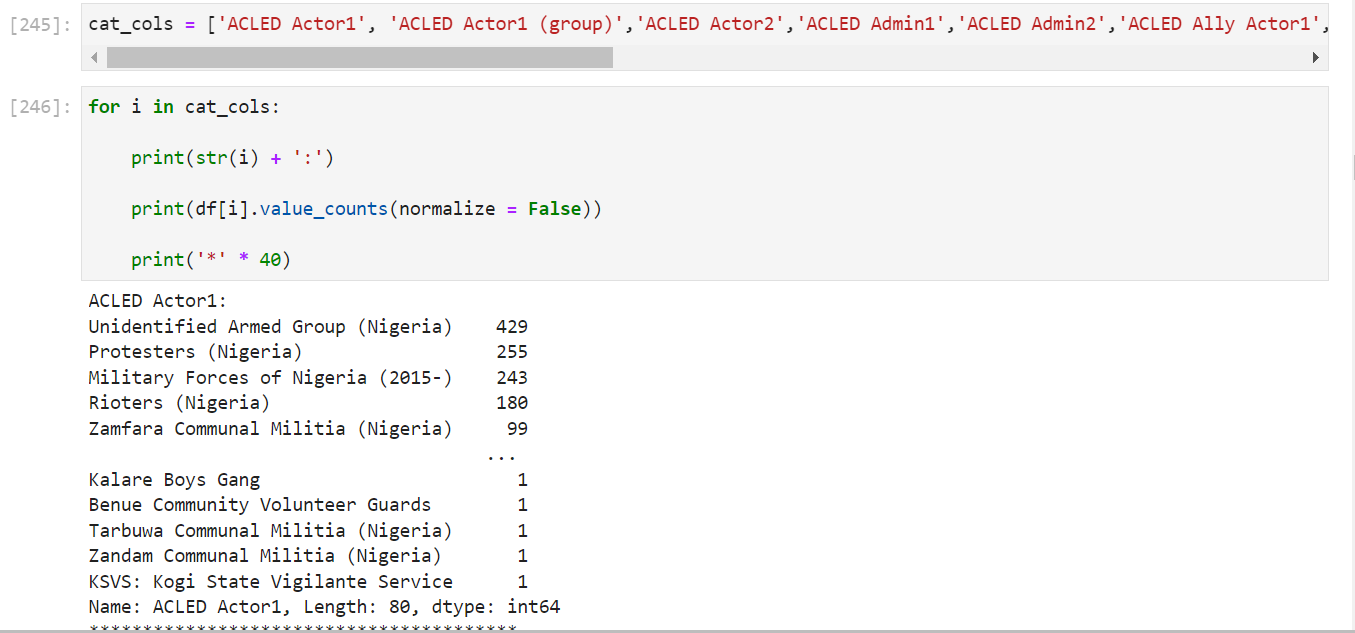 [245]: cat_cols = ['ACLED Actor1', 'ACLED Actor1 (group)','ACLED Actor2','ACLED Admin1','ACLED Admin2','ACLED Ally Actor1',
[246]: for i in cat_cols:
print(str(i) + ':')
print(df[i].value_counts(normalize = False))
print('*' * 40)
ACLED Actor1:
Unidentified Armed Group (Nigeria) 429
Protesters (Nigeria) 255
Military Forces of Nigeria (2015-) 243
Rioters (Nigeria) 180
Zamfara Communal Militia (Nigeria) 99
...
Kalare Boys Gang 1
Benue Community Volunteer Guards 1
Tarbuwa Communal Militia (Nigeria) 1
Zandam Communal Militia (Nigeria) 1
KSVS: Kogi State Vigilante Service 1
Name: ACLED Actor1, Length: 80, dtype: int64
****************************************